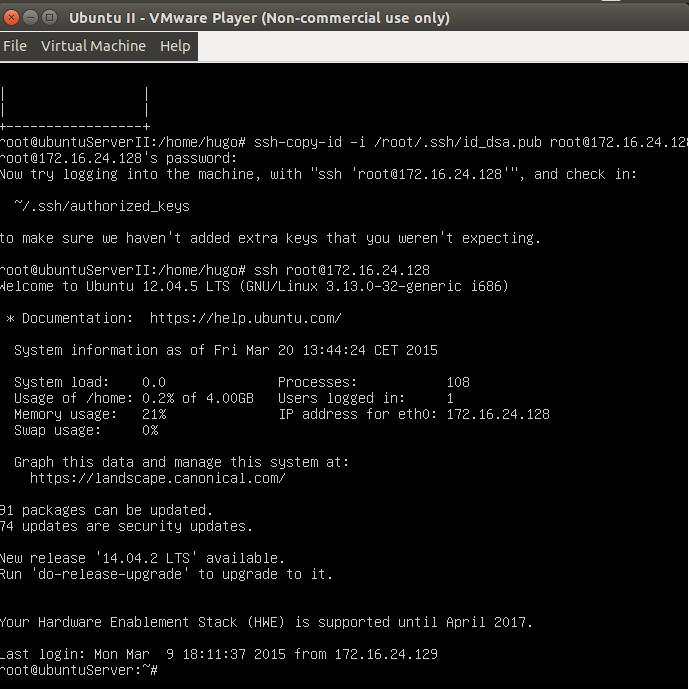 Ubuntu II - VMware Player (Non-commercial use only)
File Virtual Machine Help
|                 |
|                 |
+-----------------+
root@ubuntuServerII:/home/hugo# ssh-copy-id -i /root/.ssh/id_dsa.pub root@172.16.24.128
root@172.16.24.128's password:
Now try logging into the machine, with "ssh 'root@172.16.24.128'", and check in:
~/.ssh/authorized_keys
to make sure we haven't added extra keys that you weren't expecting.
root@ubuntuServerII:/home/hugo# ssh root@172.16.24.128
Welcome to Ubuntu 12.04.5 LTS (GNU/Linux 3.13.0-32-generic i686)
* Documentation:  https://help.ubuntu.com/
System information as of Fri Mar 20 13:44:24 CET 2015
System load:    0.0              Processes:           108
Usage of /home: 0.2% of 4.00GB   Users logged in:     1
Memory usage:   21%              IP address for eth0: 172.16.24.128
Swap usage:     0%
Graph this data and manage this system at:
https://landscape.canonical.com/
91 packages can be updated.
74 updates are security updates.
New release '14.04.2 LTS' available.
Run 'do-release-upgrade' to upgrade to it.
Your Hardware Enablement Stack (HWE) is supported until April 2017.
Last login: Mon Mar  9 18:11:37 2015 from 172.16.24.129
root@ubuntuServer:~#